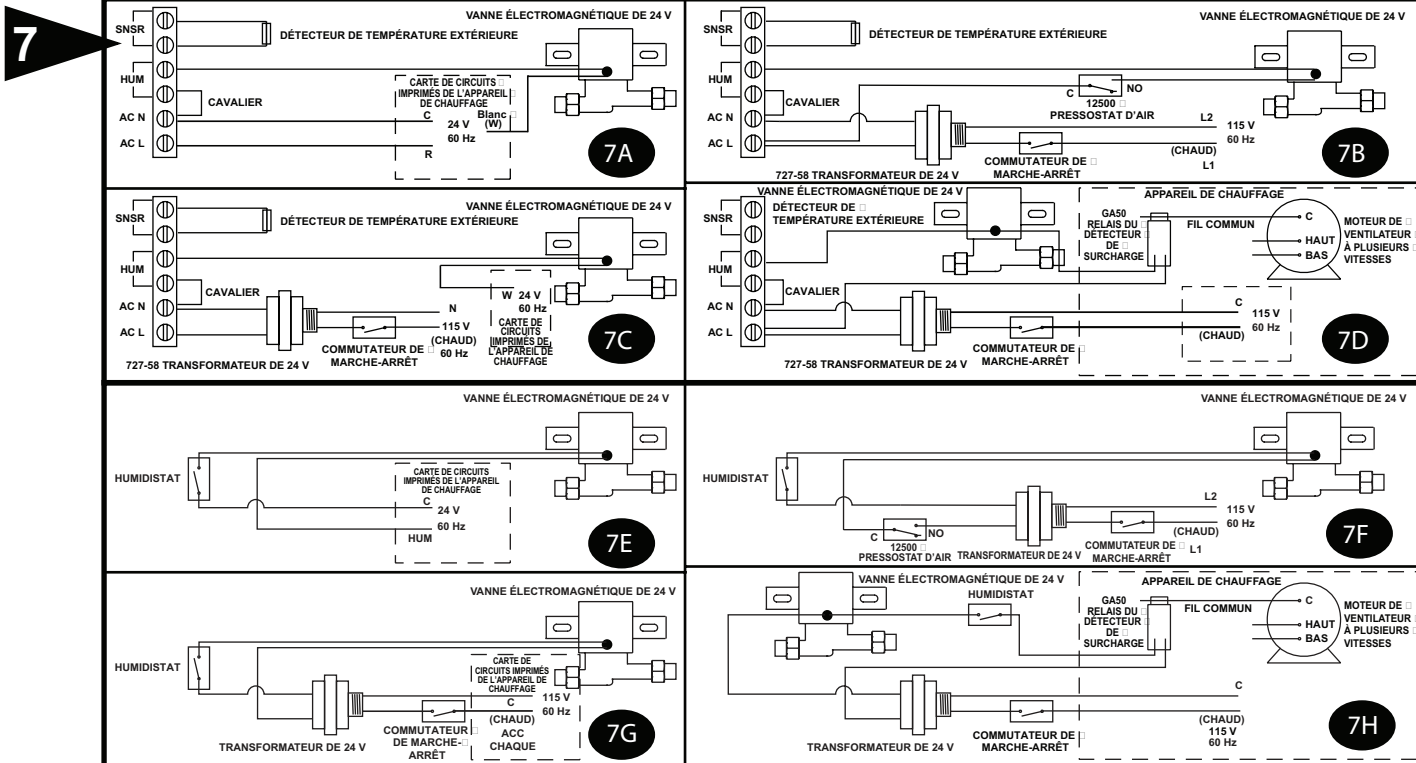 7
VANNE ÉLECTROMAGNÉTIQUE DE 24 V
SNSR
DÉTECTEUR DE TEMPÉRATURE EXTÉRIEURE
HUM
CARTE DE CIRCUITS
IMPRIMÉS DE L'APPAREIL
DE CHAUFFAGE
CAVALIER
C
Blanc
(W)
24 V
60 Hz
AC N
AC L
R
7A
VANNE ÉLECTROMAGNÉTIQUE DE 24 V
SNSR
DÉTECTEUR DE TEMPÉRATURE EXTÉRIEURE
HUM
C
NO
12500
PRESSOSTAT D'AIR
CAVALIER
AC N
L2
115 V
60 Hz
AC L
(CHAUD)
L1
COMMUTATEUR DE
MARCHE-ARRÊT
727-58 TRANSFORMATEUR DE 24 V
7B
VANNE ÉLECTROMAGNÉTIQUE DE 24 V
SNSR
DÉTECTEUR DE TEMPÉRATURE EXTÉRIEURE
HUM
CAVALIER
W 24 V
60 Hz
CARTE DE
CIRCUITS
IMPRIMÉS DE
L'APPAREIL DE
CHAUFFAGE
AC N
N
115 V
(CHAUD)
60 Hz
AC L
COMMUTATEUR DE
MARCHE-ARRÊT
727-58 TRANSFORMATEUR DE 24 V
7C
VANNE ÉLECTROMAGNÉTIQUE DE 24 V
DÉTECTEUR DE
TEMPÉRATURE EXTÉRIEURE
SNSR
HUM
CAVALIER
AC N
AC L
APPAREIL DE CHAUFFAGE
GA50
RELAIS DU
DÉTECTEUR
DE
SURCHARGE
FIL COMMUN
C
HAUT
BAS
MOTEUR DE
VENTILATEUR
À PLUSIEURS
VITESSES
C
115 V
60 Hz
(CHAUD)
COMMUTATEUR DE
MARCHE-ARRÊT
727-58 TRANSFORMATEUR DE 24 V
7D
VANNE ÉLECTROMAGNÉTIQUE DE 24 V
HUMIDISTAT
CARTE DE CIRCUITS
IMPRIMÉS DE L'APPAREIL
DE CHAUFFAGE
C
24 V
60 Hz
HUM
7E
VANNE ÉLECTROMAGNÉTIQUE DE 24 V
HUMIDISTAT
C
NO
12500
PRESSOSTAT D'AIR
TRANSFORMATEUR DE 24 V
COMMUTATEUR DE
MARCHE-ARRÊT
L2
115 V
60 Hz
(CHAUD)
L1
7F
VANNE ÉLECTROMAGNÉTIQUE DE 24 V
HUMIDISTAT
CARTE DE
CIRCUITS IMPRIMÉS
DE L'APPAREIL DE
CHAUFFAGE
115 V
C
60 Hz
(CHAUD)
ACC
CHAQUE
COMMUTATEUR
DE MARCHE-
ARRÊT
TRANSFORMATEUR DE 24 V
7G
VANNE ÉLECTROMAGNÉTIQUE DE 24 V
HUMIDISTAT
APPAREIL DE CHAUFFAGE
GA50
RELAIS DU
DÉTECTEUR
DE
SURCHARGE
FIL COMMUN
C
HAUT
BAS
MOTEUR DE
VENTILATEUR
À PLUSIEURS
VITESSES
C
(CHAUD)
115 V
60 Hz
COMMUTATEUR DE
MARCHE-ARRÊT
TRANSFORMATEUR DE 24 V
7H